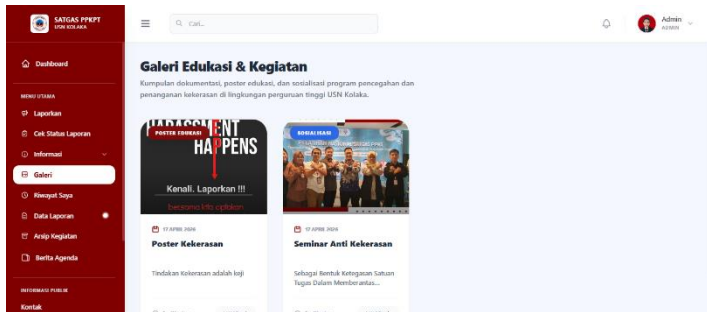 SATGAS PPKPT
USN KOLAKA
Cari...
Admin
ADMIN
Dashboard
MENU UTAMA
Laporkan
Cek Status Laporan
Informasi
Galeri
Riwayat Saya
Data Laporan
Arsip Kegiatan
Berita Agenda
INFORMASI PUBLIK
Kontak
Galeri Edukasi & Kegiatan
Kumpulan dokumentasi, poster edukasi, dan sosialisasi program pencegahan dan
penanganan kekerasan di lingkungan perguruan tinggi USN Kolaka.
POSTER EDUKASI
HARASSMENT
HAPPENS
Kenali. Laporkan !!!
17 APRIL 2026
Poster Kekerasan
Tindakan Kekerasan adalah keji
SOSIALISASI
17 APRIL 2026
Seminar Anti Kekerasan
Sebagai Bentuk Ketegasan Satuan
Tugas Dalam Memberantas...